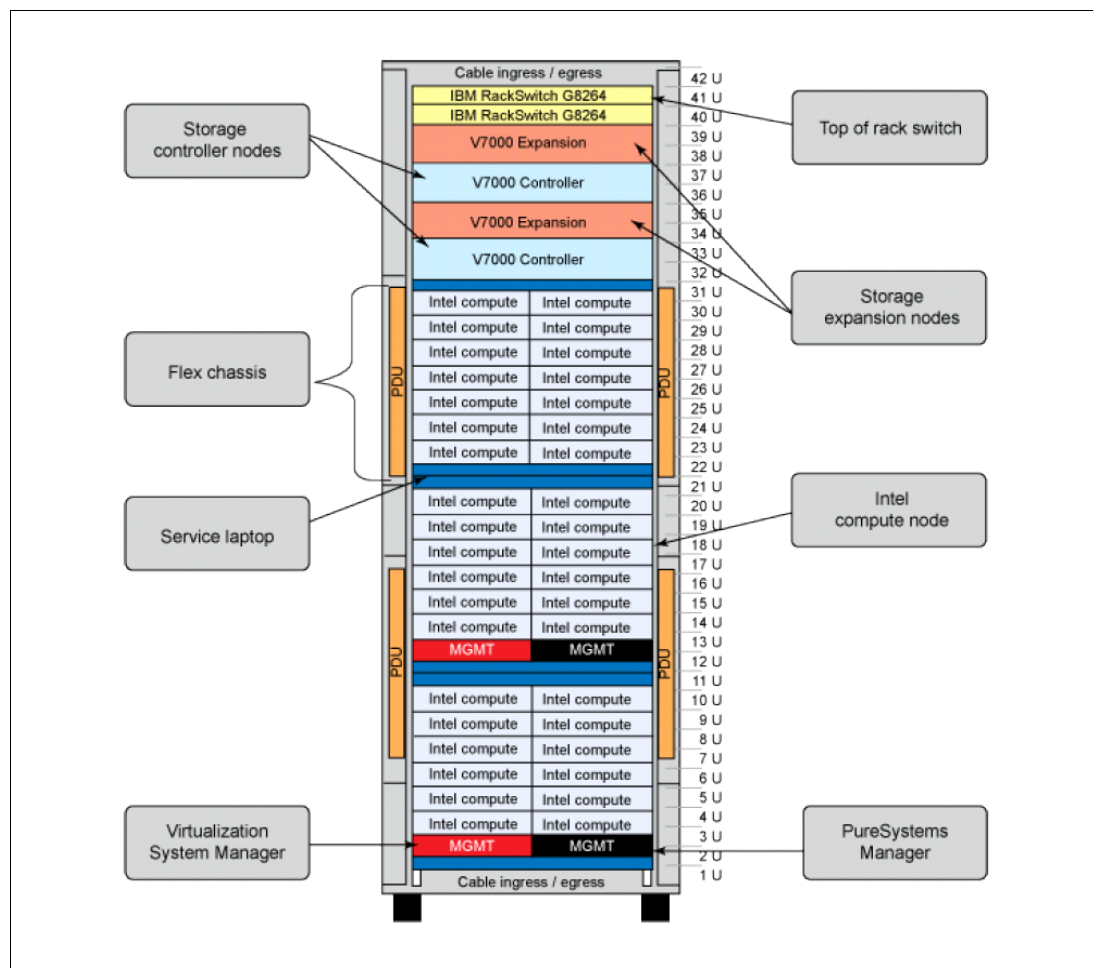 Cable ingress / egress
42 U
IBM RackSwitch G8264
41 U
IBM RackSwitch G8264
40 U
Storage
controller nodes
Top of rack switch
V7000 Expansion
39 U
38 U
V7000 Controller
37 U
36 U
V7000 Expansion
35 U
34 U
V7000 Controller
33 U
32 U
Storage
expansion nodes
31 U
Intel compute Intel compute
30 U
Intel compute Intel compute
29 U
Intel compute Intel compute
28 U
Flex chassis
PDU
PDU
Intel compute Intel compute
27 U
26 U
Intel compute Intel compute
25 U
Intel compute Intel compute
24 U
Intel compute Intel compute
23 U
22 U
21 U
Service laptop
Intel
compute node
Intel compute Intel compute
20 U
Intel compute Intel compute
19 U
Intel compute Intel compute
18 U
17 U
Intel compute Intel compute
16 U
Intel compute Intel compute
15 U
Intel compute Intel compute
14 U
13 U
MGMT MGMT
12 U
PDU
PDU
11 U
Intel compute Intel compute
10 U
Intel compute Intel compute
9 U
Intel compute Intel compute
8 U
7 U
Intel compute Intel compute
6 U
Intel compute Intel compute
5 U
Intel compute Intel compute
4 U
3 U
Virtualization
System Manager
MGMT MGMT
PureSystems
Manager
2 U
1 U
Cable ingress / egress